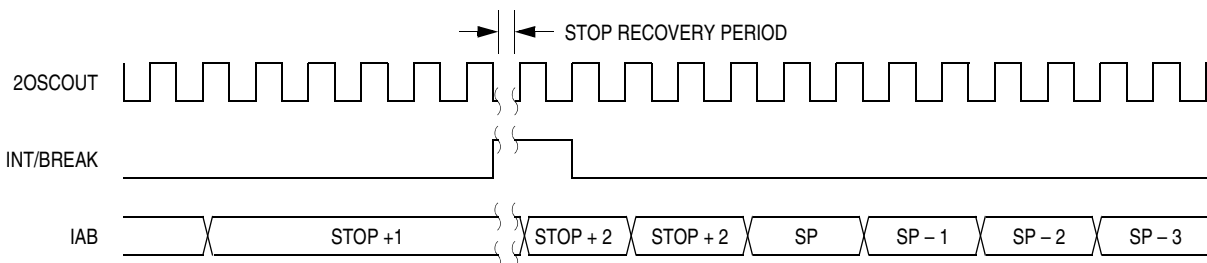 STOP RECOVERY PERIOD
2OSCOUT
INT/BREAK
IAB
STOP +1
STOP + 2
STOP + 2
SP
SP – 1
SP – 2
SP – 3